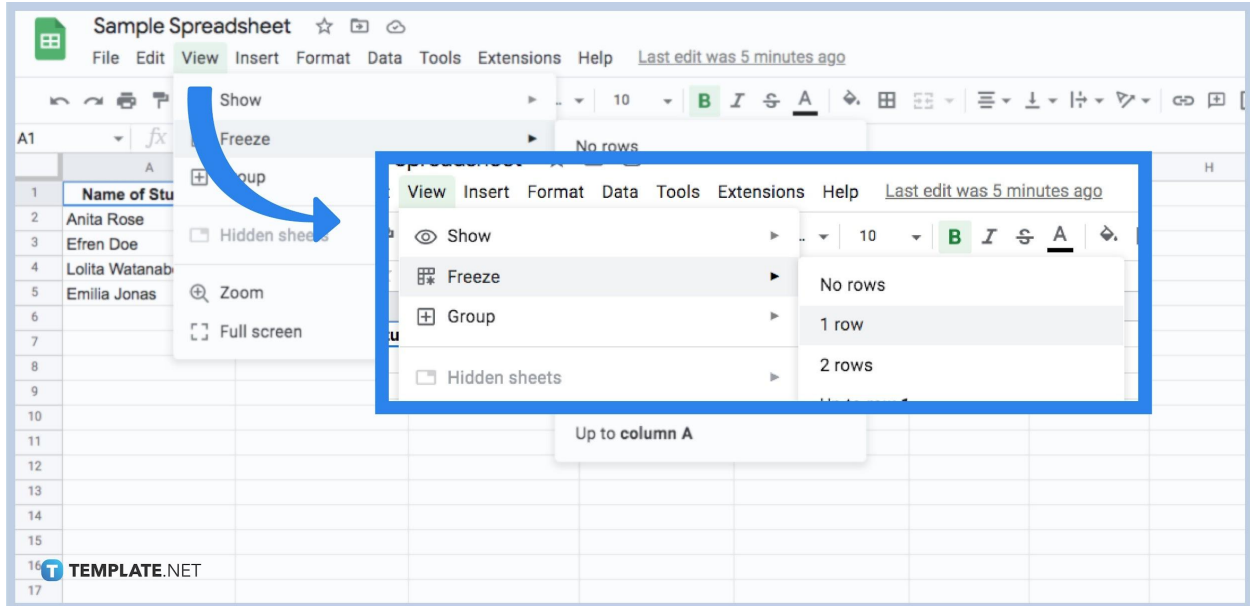 Sample Spreadsheet
File Edit View Insert Format Data Tools Extensions Help Last edit was 5 minutes ago
10 B I S A
A1 fx
Show
Freeze
Hidden sheets
Zoom
Full screen
No rows
Up to column A
A H
1 Name of Stu
2 Anita Rose
3 Efren Doe
4 Lolita Watanab
5 Emilia Jonas
6
7
8
9
10
11
12
13
14
15
16
17
View Insert Format Data Tools Extensions Help Last edit was 5 minutes ago
10 B I S A
Show
Freeze
Group
Hidden sheets
No rows
1 row
2 rows
T TEMPLATE.NET